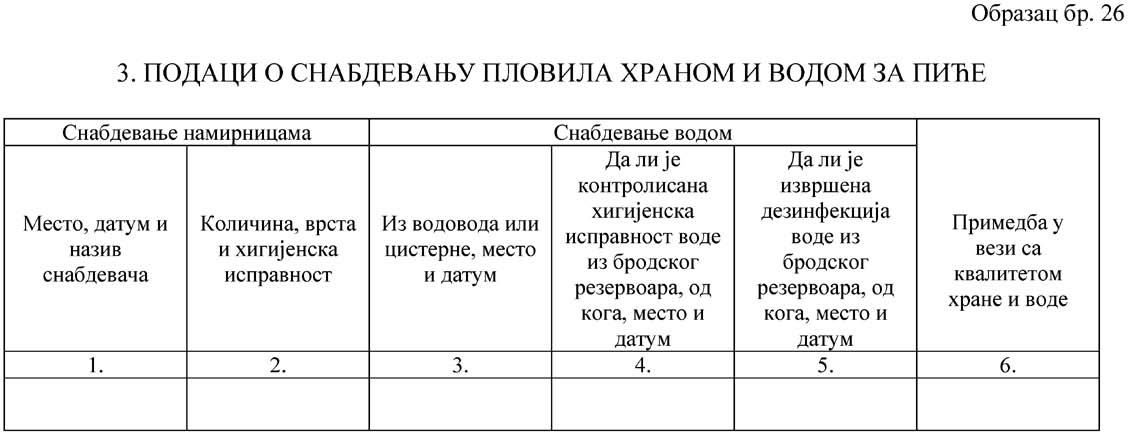 Образац бр. 26
3. ПОДАЦИ О СНАБДЕВАЊУ ПЛОВИЛА ХРАНОМ И ВОДОМ ЗА ПИЋЕ
Снабдевање намирницама
Снабдевање водом
Место, датум и
назив
снабдевача
Количина, врста
и хигијенска
исправност
Из водовода или
цистерне, место
и датум
Да ли је
контролисана
хигијенска
исправност воде
из бродског
резервоара, од
кога, место и
датум
Да ли је
извршена
дезинфекција
воде из
бродског
резервоара, од
кога, место и
датум
Примедба у
вези са
квалитетом
хране и воде
1.
2.
3.
4.
5.
6.